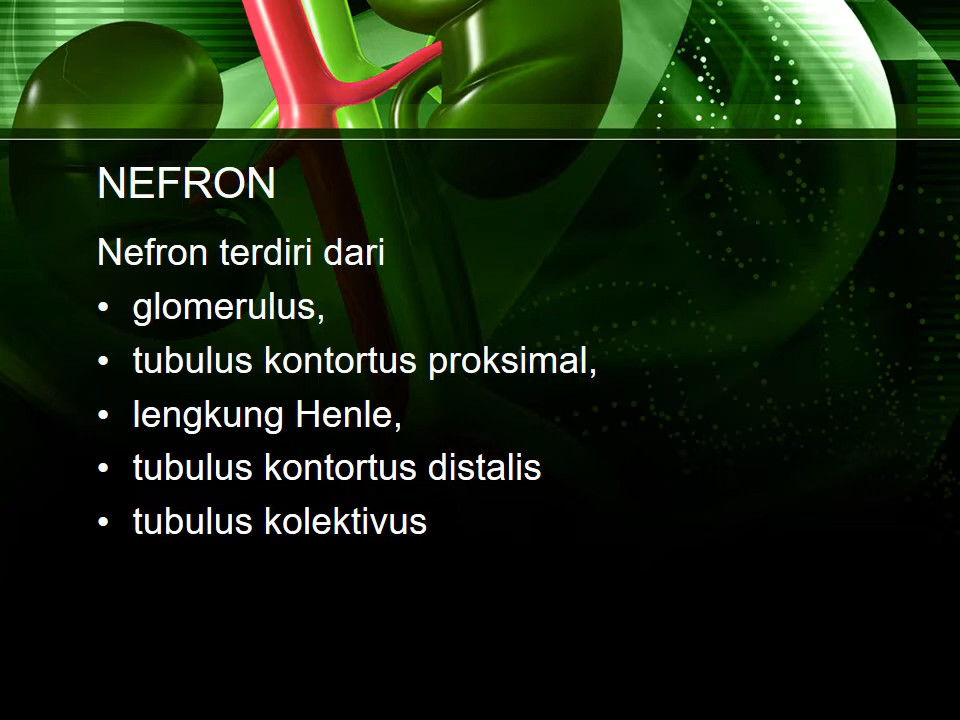 NEFRON
Nefron terdiri dari
• glomerulus,
• tubulus kontortus proksimal,
• lengkung Henle,
• tubulus kontortus distalis
• tubulus kolektivus